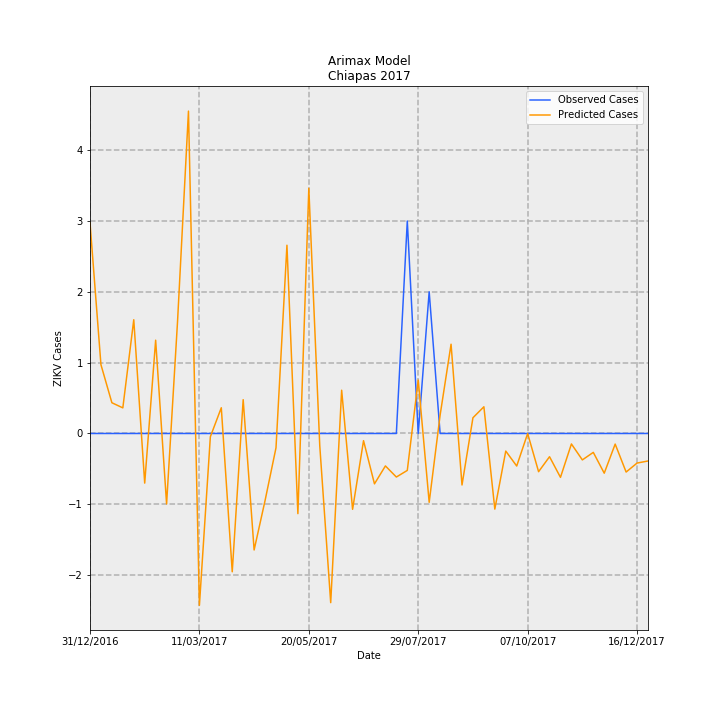 Arimax Model
Chiapas 2017
Observed Cases
Predicted Cases
4
3
2
1
0
−1
−2
ZIKV Cases
31/12/2016
11/03/2017
20/05/2017
29/07/2017
07/10/2017
16/12/2017
Date